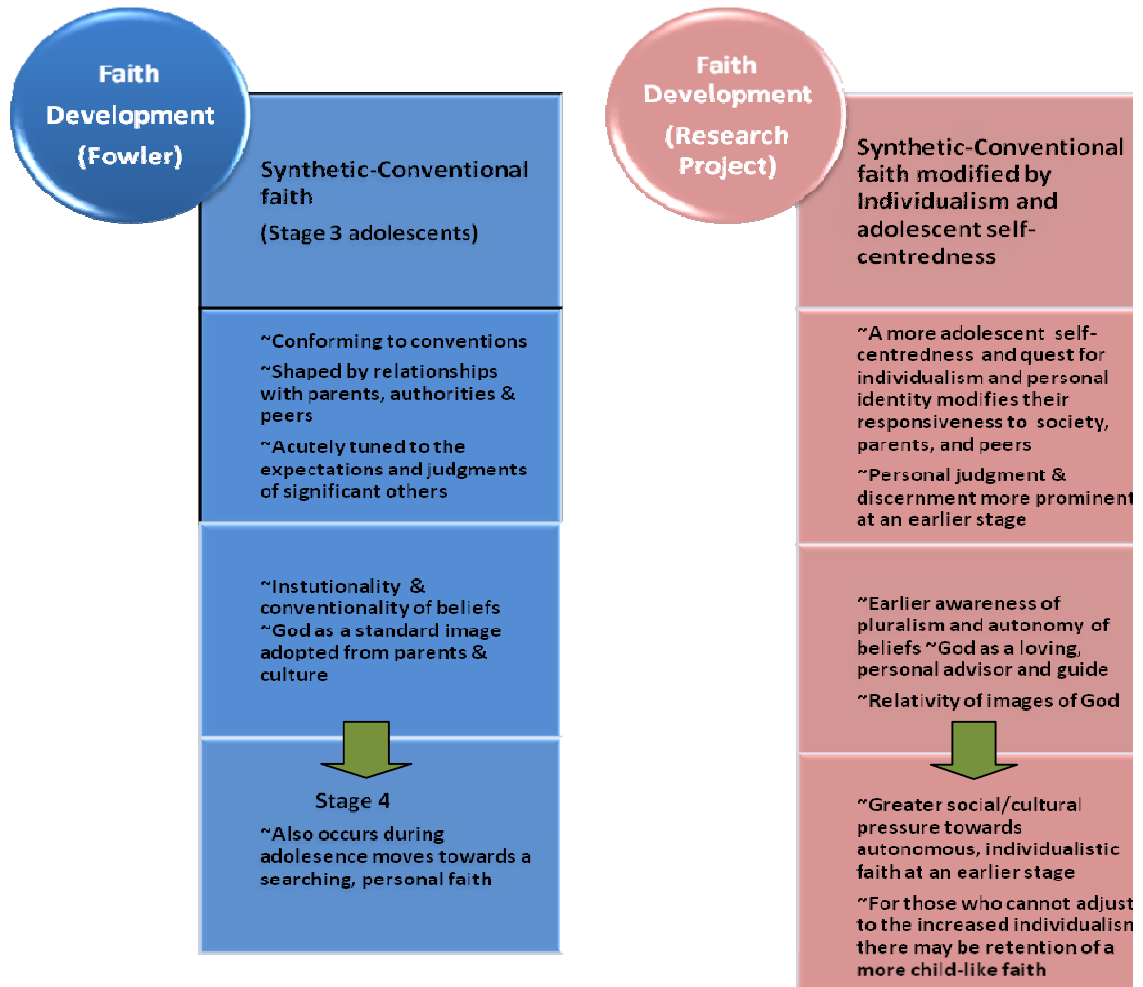 Faith
Development
(Fowler)
Synthetic-Conventional
faith
(Stage 3 adolescents)
~Conforming to conventions
~Shaped by relationships
with parents, authorities &
peers
~Acutely tuned to the
expectations and judgments
of significant others
~Instutionality &
conventionality of beliefs
~God as a standard image
adopted from parents &
culture
Stage 4
~Also occurs during
adolesence moves towards a
searching, personal faith
Faith
Development
(Research
Project)
Synthetic-Conventional
faith modified by
Individualism and
adolescent self-
centredness
~A more adolescent self-
centredness and quest for
individualism and personal
identity modifies their
responsiveness to society,
parents, and peers
~Personal judgment &
discernment more prominent
at an earlier stage
~Earlier awareness of
pluralism and autonomy of
beliefs ~God as a loving,
personal advisor and guide
~Relativity of images of God
~Greater social/cultural
pressure towards
autonomous, individualistic
faith at an earlier stage
~For those who cannot adjust
to the increased individualism
there may be retention of a
more child-like faith